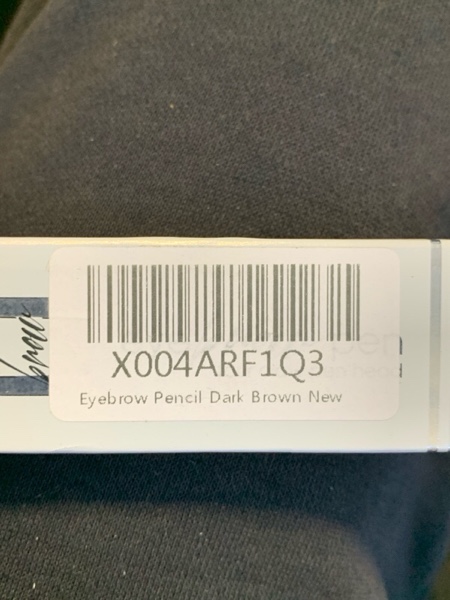 X004ARF1Q3
Eyebrow Pencil Dark Brown New